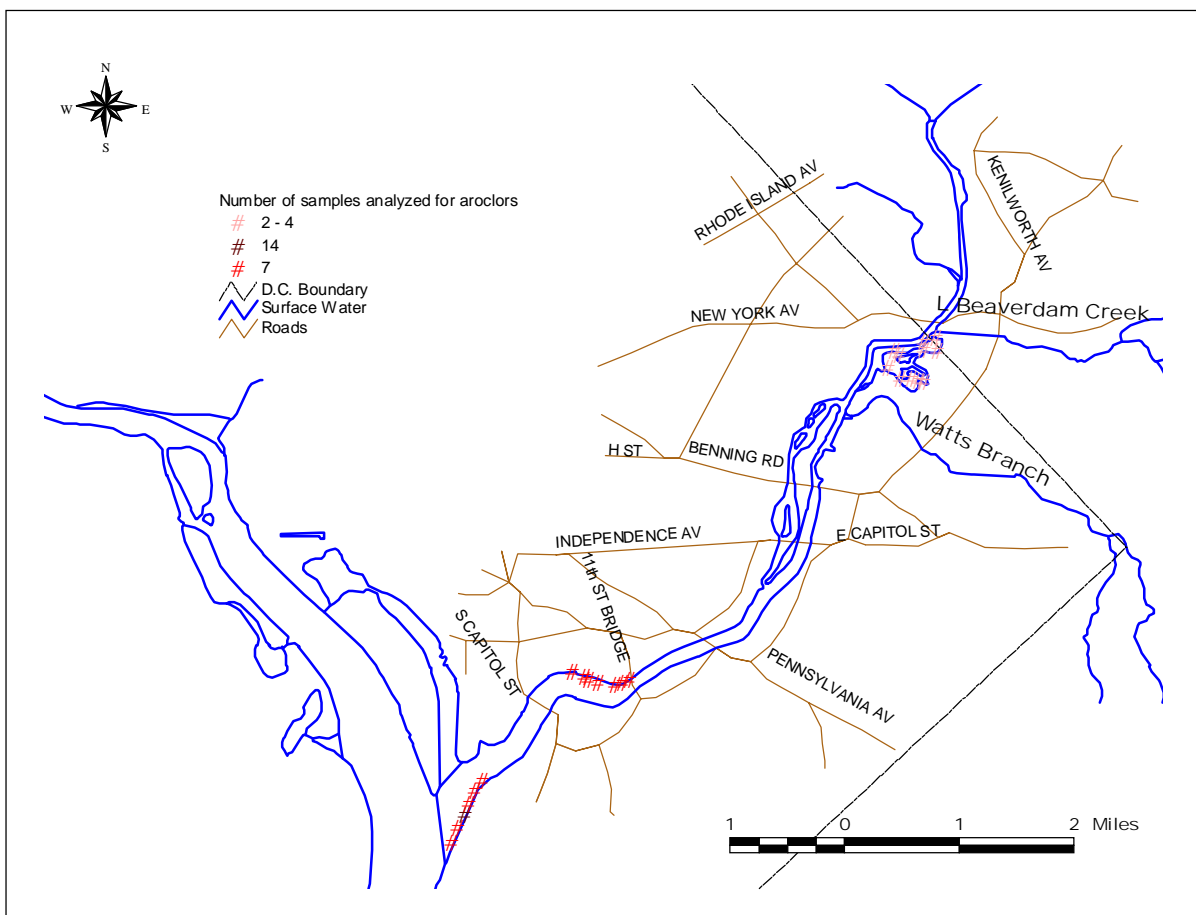 N
W E
S
Number of samples analyzed for aroclors
# 2 - 4
# 14
# 7
D.C. Boundary
Surface Water
Roads
RHODE ISLAND AV
KENILWORTH AV
NEW YORK AV
L Beaverdam Creek
H ST
BENNING RD
Watts Branch
INDEPENDENCE AV
E CAPITOL ST
11th ST BRIDGE
S CAPITOL ST
PENNSYLVANIA AV
1 0 1 2 Miles